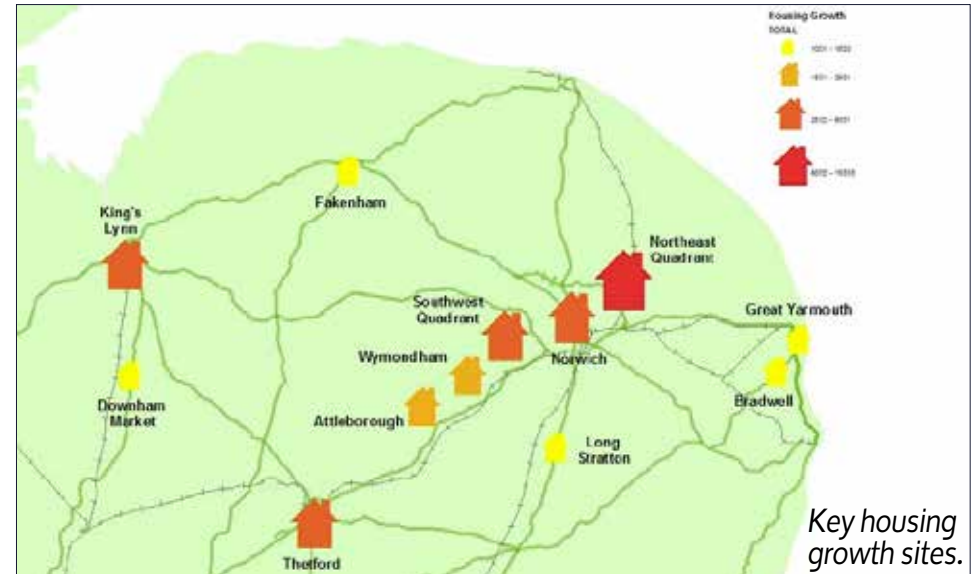 Housing Growth
TOTAL
Fakenham
King's
Lynn
Northeast
Quadrant
Southwest
Quadrant
Great Yarmouth
Wymondham
Norwich
Downham
Market
Attleborough
Bradwell
Long
Stratton
Thetford
Key housing
growth sites.